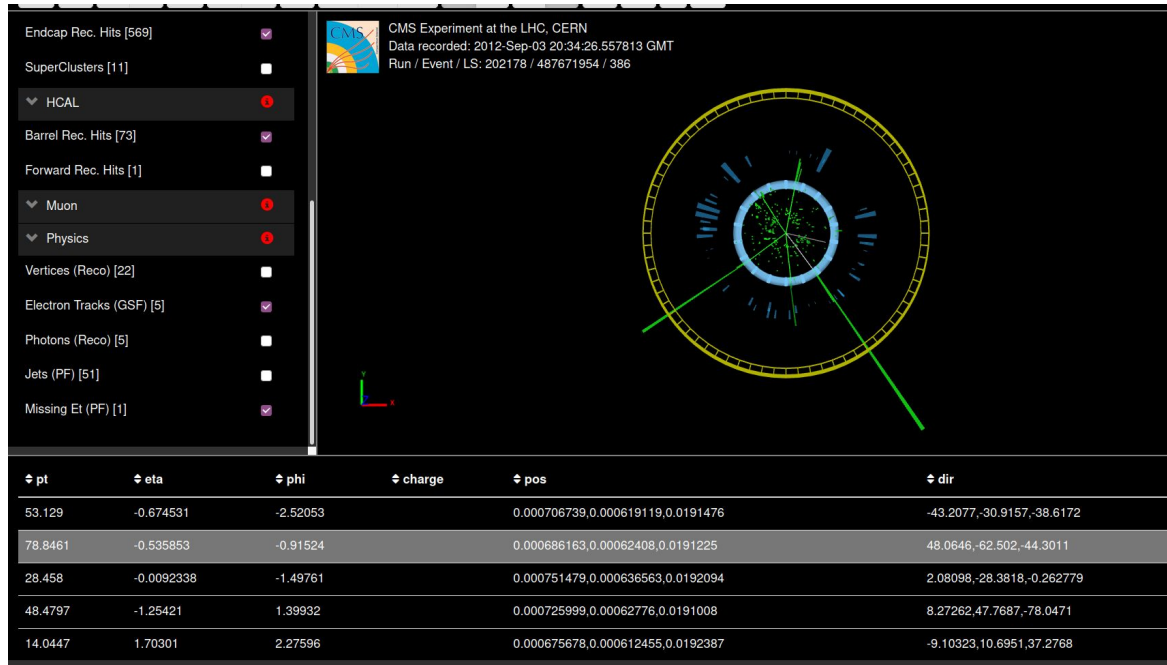 Endcap Rec. Hits [569]
SuperClusters [11]
HCAL
Barrel Rec. Hits [73]
Forward Rec. Hits [1]
Muon
Physics
Vertices (Reco) [22]
Electron Tracks (GSF) [5]
Photons (Reco) [5]
Jets (PF) [51]
Missing Et (PF) [1]
CMS
CMS Experiment at the LHC, CERN
Data recorded: 2012-Sep-03 20:34:26.557813 GMT
Run / Event / LS: 202178 / 487671954 / 386
Y
Z
X
pt eta phi charge pos dir
53.129 -0.674531 -2.52053 0.000706739,0.000619119,0.0191476 -43.2077,-30.9157,-38.6172
78.8461 -0.535853 -0.91524 0.000686163,0.00062408,0.0191225 48.0646,-62.502,-44.3011
28.458 -0.0092338 -1.49761 0.000751479,0.000636563,0.0192094 2.08098,-28.3818,-0.262779
48.4797 -1.25421 1.39932 0.000725999,0.00062776,0.0191008 8.27262,47.7687,-78.0471
14.0447 1.70301 2.27596 0.000675678,0.000612455,0.0192387 -9.10323,10.6951,37.2768